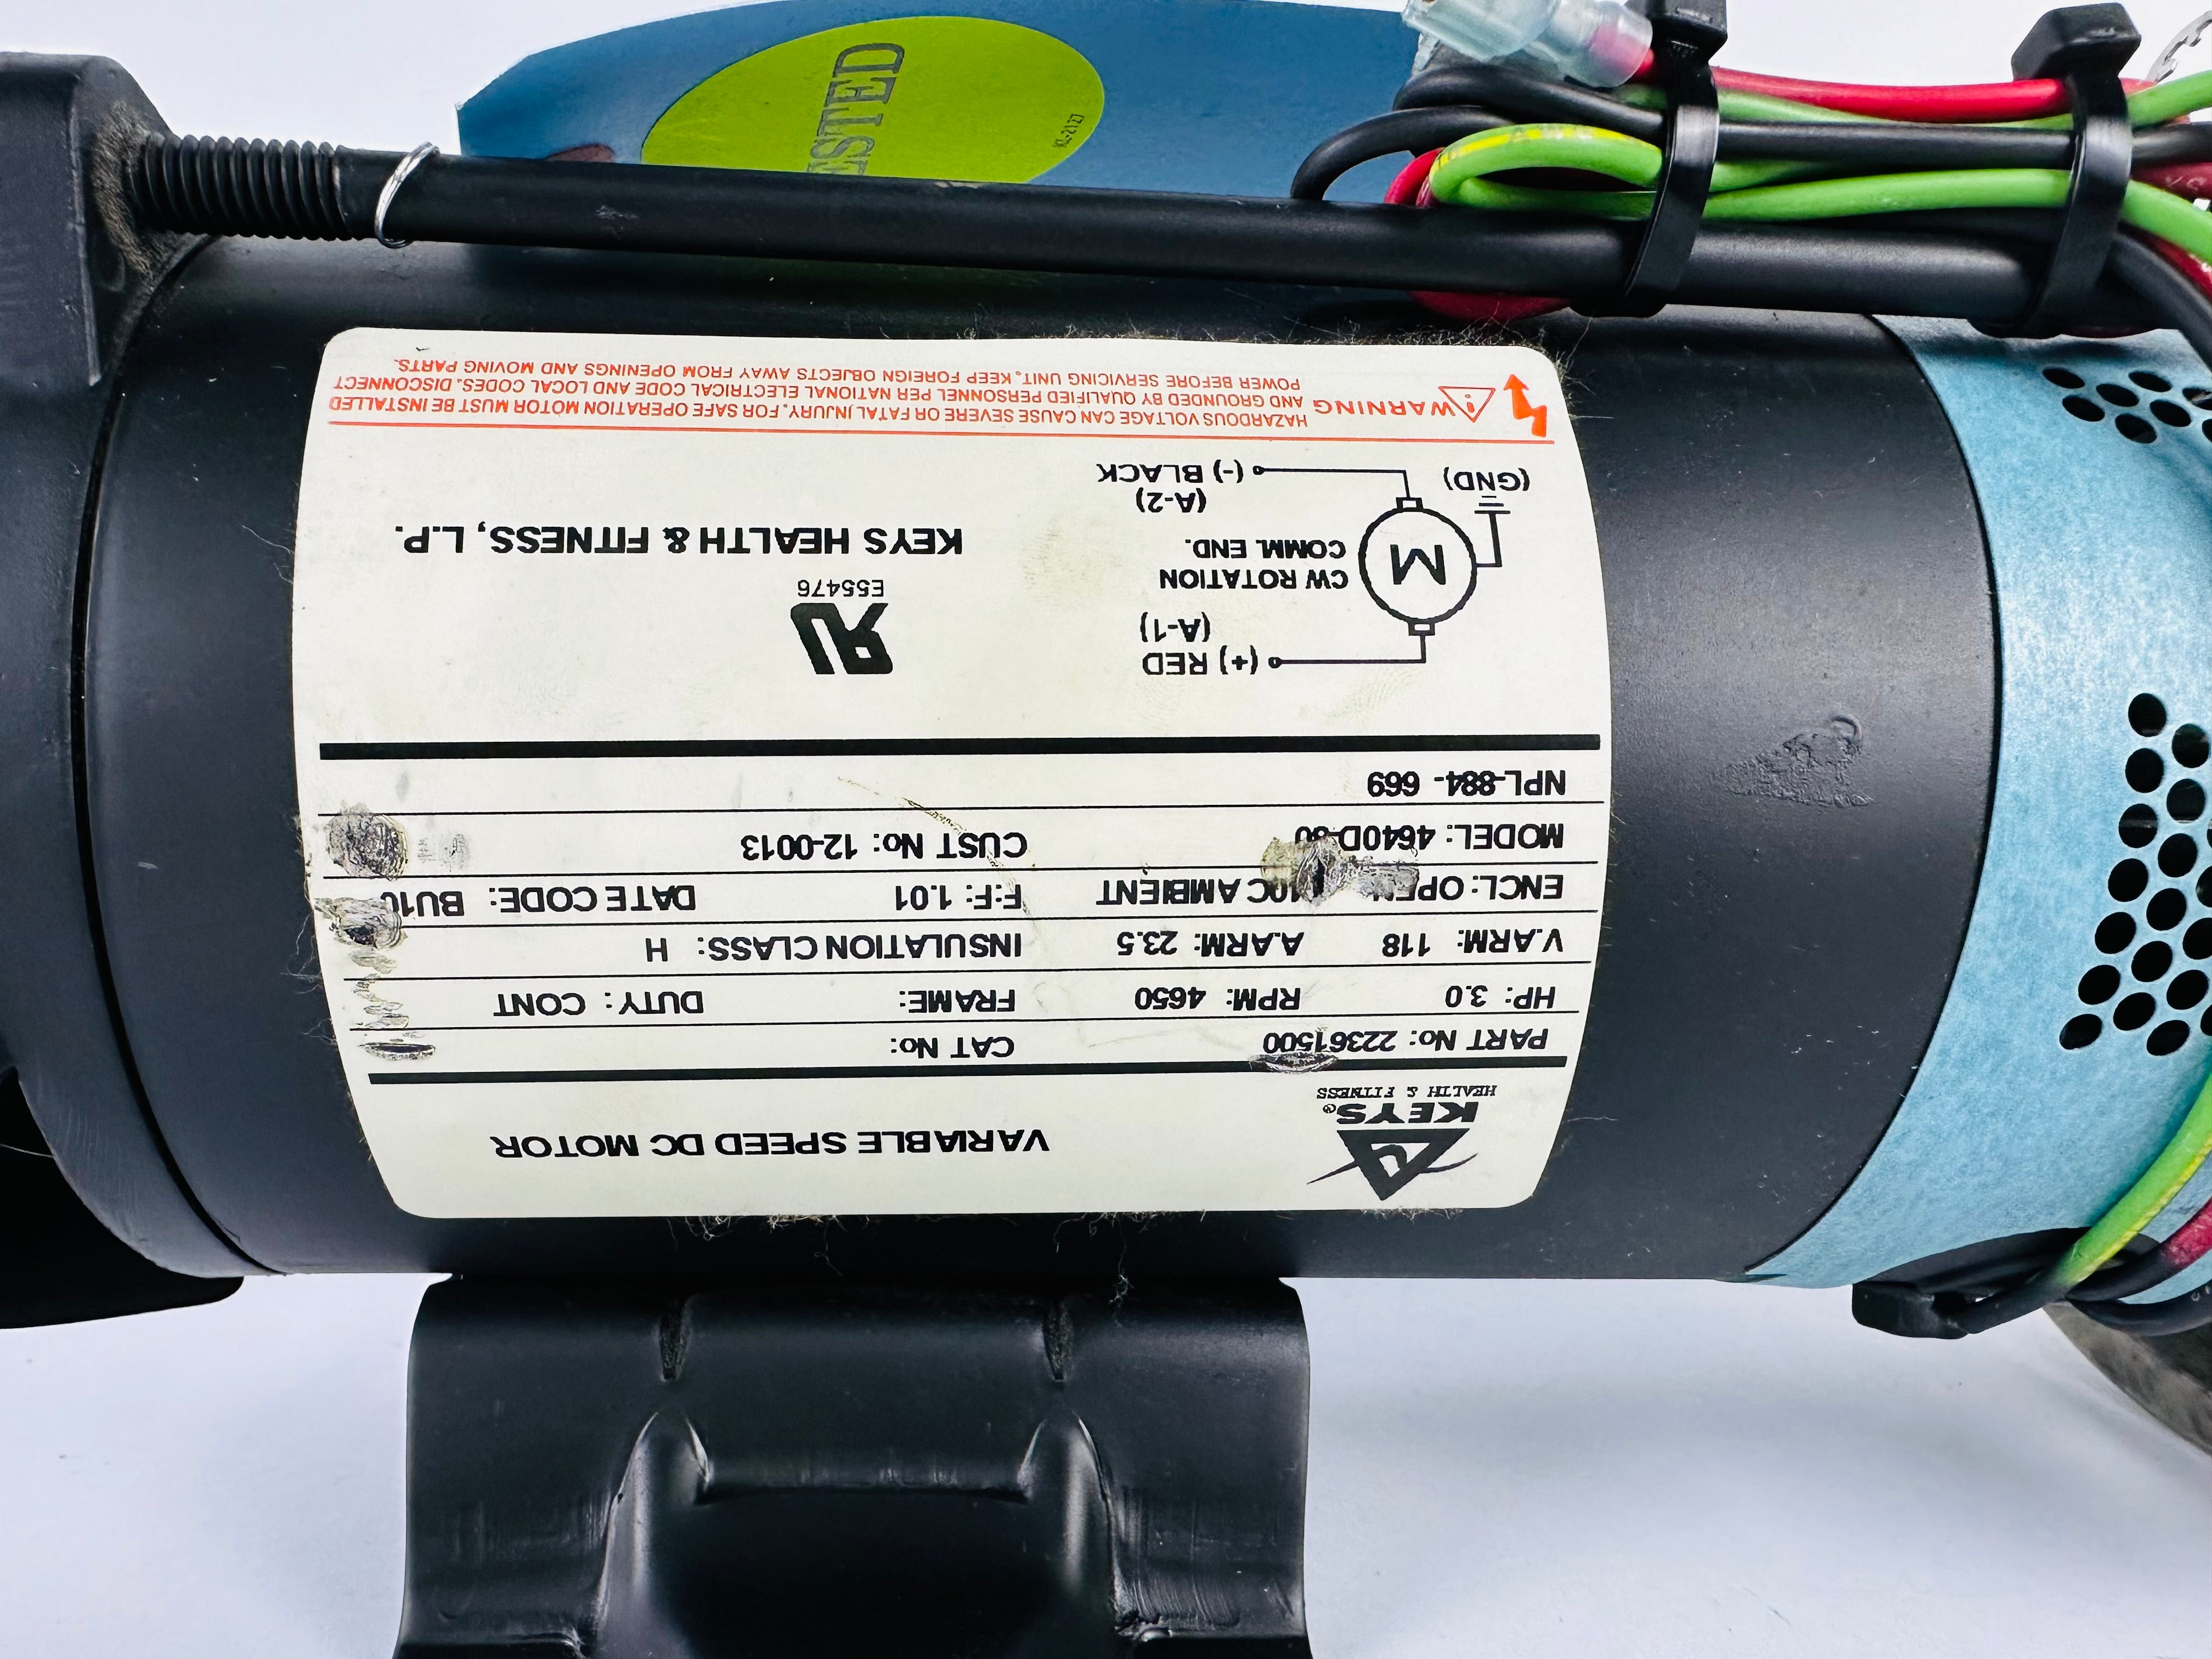 KEYS®
HEALTH & FITNESS
VARIABLE SPEED DC MOTOR
PART No: 22361500 CAT No:
HP: 3.0 RPM: 4650 FRAME: DUTY: CONT
V.ARM: 118 A.ARM: 23.5 INSULATION CLASS: H
ENCL: OPEN AMBIENT F.F: 1.01 DATE CODE:
MODEL: 4640D-80 CUST No: 12-0013
NPL-884-669
(+) RED
(A-1)
M
CW ROTATION
COMM. END.
(A-2)
(-) BLACK
(GND)
E55476
KEYS HEALTH & FITNESS, L.P.
WARNING
HAZARDOUS VOLTAGE CAN CAUSE SEVERE OR FATAL INJURY. FOR SAFE OPERATION MOTOR MUST BE INSTALLED
AND GROUNDED BY QUALIFIED PERSONNEL PER NATIONAL ELECTRICAL CODE AND LOCAL CODES. DISCONNECT
POWER BEFORE SERVICING UNIT. KEEP FOREIGN OBJECTS AWAY FROM OPENINGS AND MOVING PARTS.
KL-2127